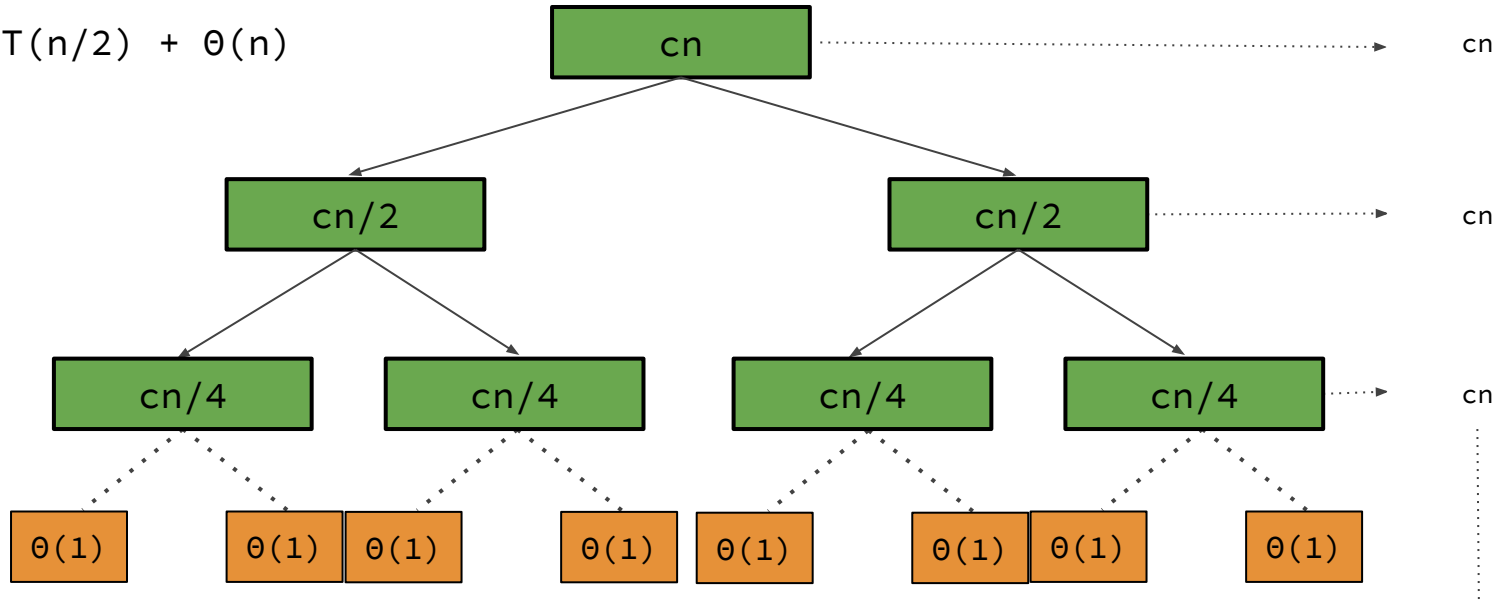 T(n/2) + Θ(n)
cn
cn
cn/2
cn/2
cn
cn/4
cn/4
cn/4
cn/4
cn
Θ(1)
Θ(1)
Θ(1)
Θ(1)
Θ(1)
Θ(1)
Θ(1)
Θ(1)